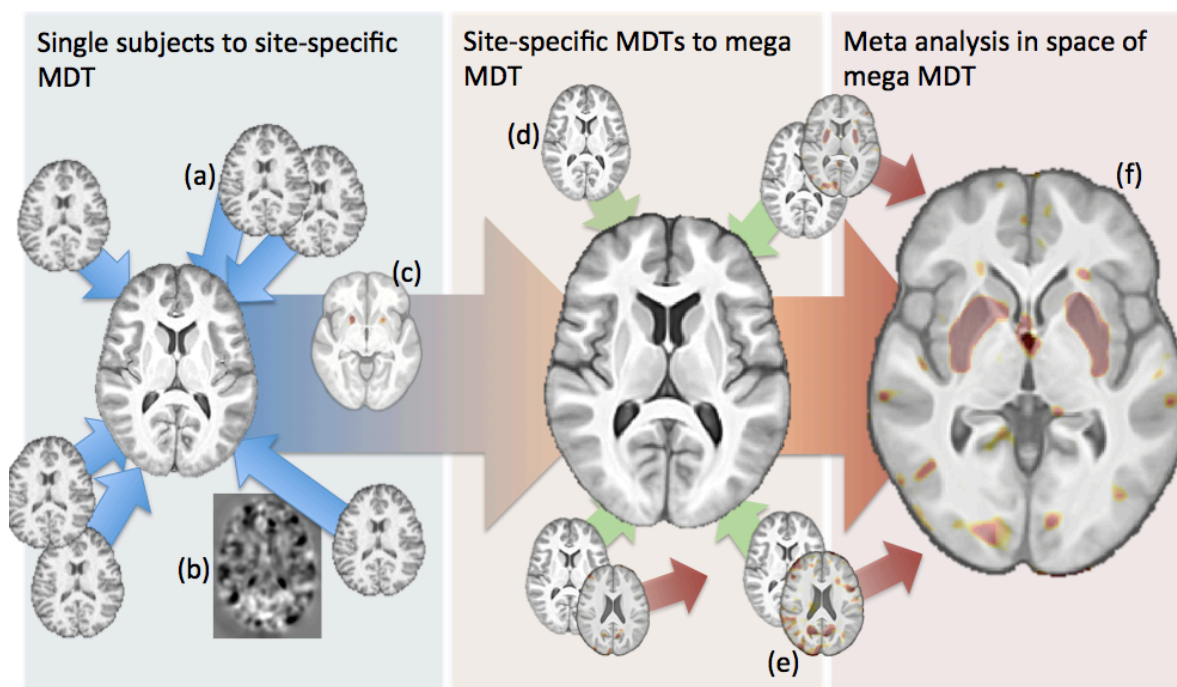 Single subjects to site-specific
MDT
Site-specific MDTs to mega
MDT
Meta analysis in space of
mega MDT
(a)
(b)
(c)
(d)
(e)
(f)